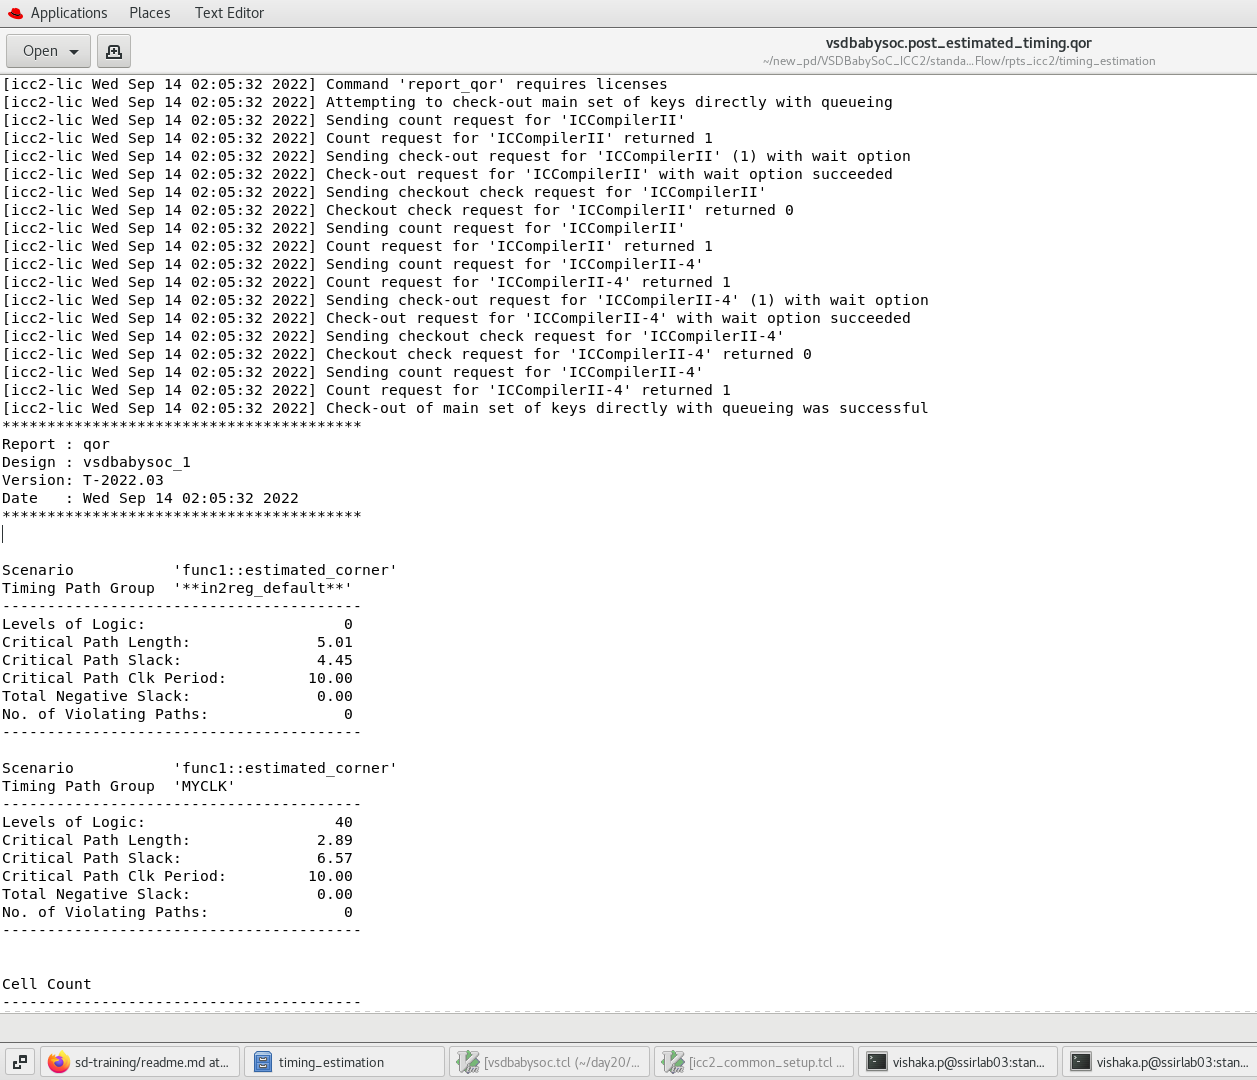 Applications Places Text Editor
Open
vsdbabysoc.post_estimated_timing.qor
~/new_pd/VSDBabySoC_ICC2/standa...Flow/rpts_icc2/timing_estimation
[icc2-lic Wed Sep 14 02:05:32 2022] Command 'report_qor' requires licenses
[icc2-lic Wed Sep 14 02:05:32 2022] Attempting to check-out main set of keys directly with queueing
[icc2-lic Wed Sep 14 02:05:32 2022] Sending count request for 'ICCompilerII'
[icc2-lic Wed Sep 14 02:05:32 2022] Count request for 'ICCompilerII' returned 1
[icc2-lic Wed Sep 14 02:05:32 2022] Sending check-out request for 'ICCompilerII' (1) with wait option
[icc2-lic Wed Sep 14 02:05:32 2022] Check-out request for 'ICCompilerII' with wait option succeeded
[icc2-lic Wed Sep 14 02:05:32 2022] Sending checkout check request for 'ICCompilerII'
[icc2-lic Wed Sep 14 02:05:32 2022] Checkout check request for 'ICCompilerII' returned 0
[icc2-lic Wed Sep 14 02:05:32 2022] Sending count request for 'ICCompilerII'
[icc2-lic Wed Sep 14 02:05:32 2022] Count request for 'ICCompilerII' returned 1
[icc2-lic Wed Sep 14 02:05:32 2022] Sending count request for 'ICCompilerII-4'
[icc2-lic Wed Sep 14 02:05:32 2022] Count request for 'ICCompilerII-4' returned 1
[icc2-lic Wed Sep 14 02:05:32 2022] Sending check-out request for 'ICCompilerII-4' (1) with wait option
[icc2-lic Wed Sep 14 02:05:32 2022] Check-out request for 'ICCompilerII-4' with wait option succeeded
[icc2-lic Wed Sep 14 02:05:32 2022] Sending checkout check request for 'ICCompilerII-4'
[icc2-lic Wed Sep 14 02:05:32 2022] Checkout check request for 'ICCompilerII-4' returned 0
[icc2-lic Wed Sep 14 02:05:32 2022] Sending count request for 'ICCompilerII-4'
[icc2-lic Wed Sep 14 02:05:32 2022] Count request for 'ICCompilerII-4' returned 1
[icc2-lic Wed Sep 14 02:05:32 2022] Check-out of main set of keys directly with queueing was successful
****************************************
Report : qor
Design : vsdbabysoc_1
Version: T-2022.03
Date   : Wed Sep 14 02:05:32 2022
****************************************
Scenario           'func1::estimated_corner'
Timing Path Group  '**in2reg_default**'
----------------------------------------
Levels of Logic:                      0
Critical Path Length:              5.01
Critical Path Slack:               4.45
Critical Path Clk Period:         10.00
Total Negative Slack:              0.00
No. of Violating Paths:               0
----------------------------------------
Scenario           'func1::estimated_corner'
Timing Path Group  'MYCLK'
----------------------------------------
Levels of Logic:                     40
Critical Path Length:              2.89
Critical Path Slack:               6.57
Critical Path Clk Period:         10.00
Total Negative Slack:              0.00
No. of Violating Paths:               0
----------------------------------------
Cell Count
----------------------------------------
sd-training/readme.md at... timing_estimation [vsdbabysoc.tcl (~/day20/... [icc2_common_setup.tcl ... vishaka.p@ssirlab03:stan... vishaka.p@ssirlab03:stan...